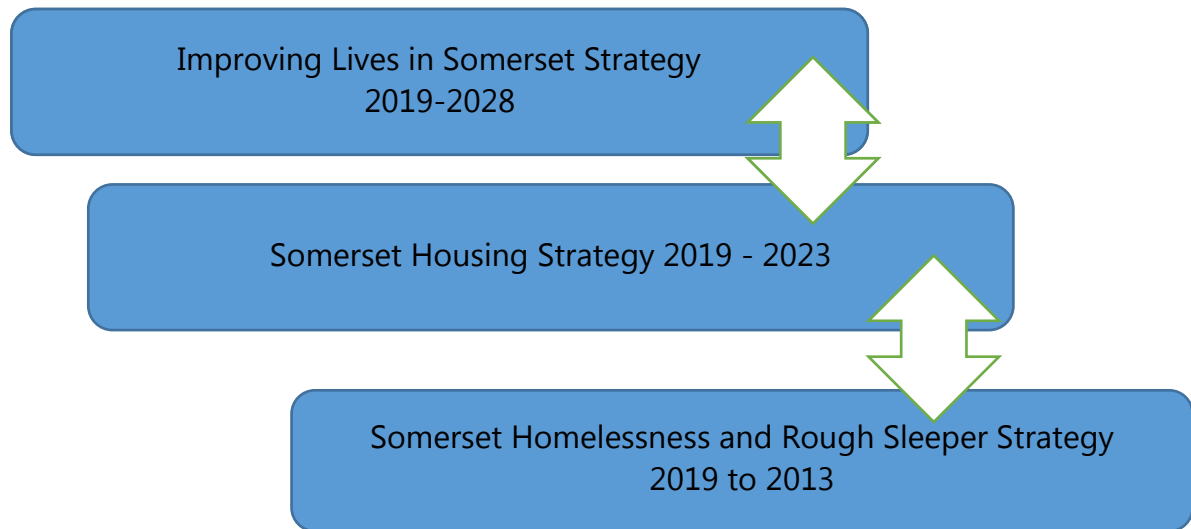 Improving Lives in Somerset Strategy
2019-2028
Somerset Housing Strategy 2019 - 2023
Somerset Homelessness and Rough Sleeper Strategy
2019 to 2013